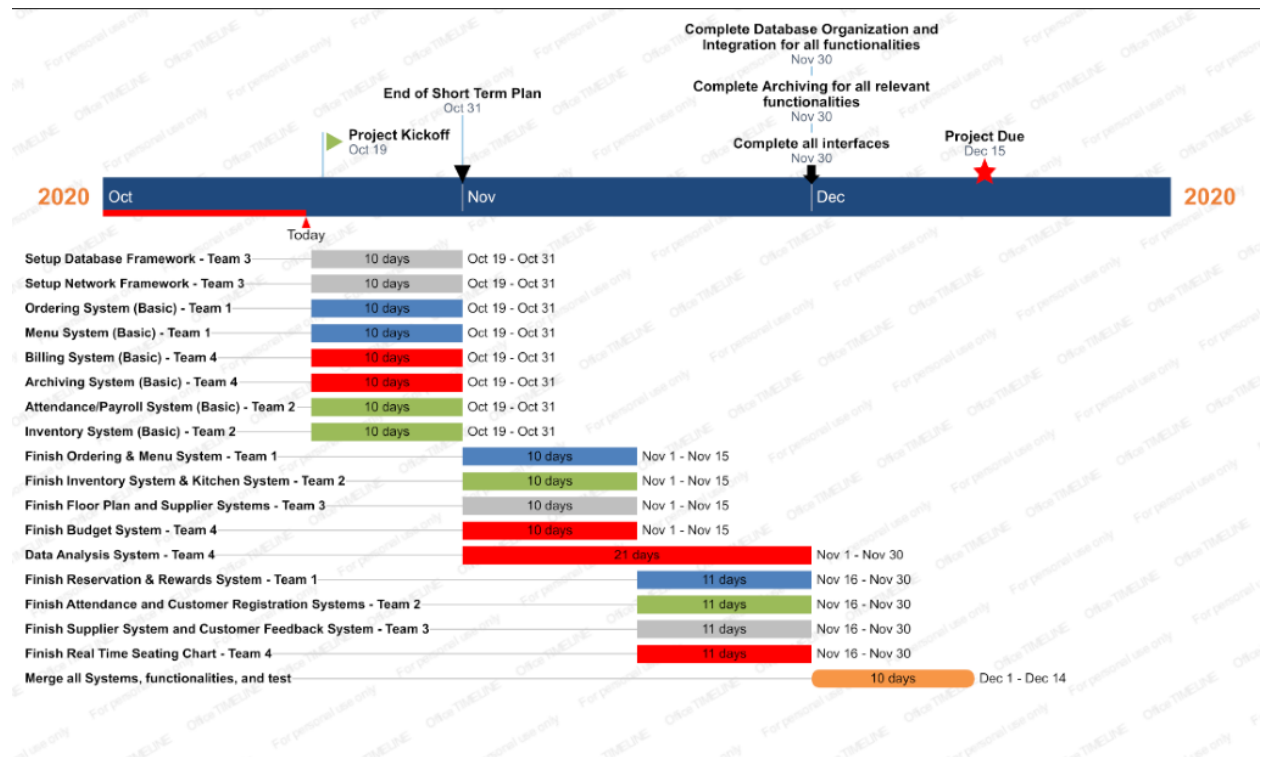 Complete Database Organization and
Integration for all functionalities
Nov 30
Complete Archiving for all relevant
functionalities
Nov 30
End of Short Term Plan
Oct 31
Project Kickoff
Oct 19
Complete all interfaces
Nov 30
Project Due
Dec 15
2020 Oct Nov Dec 2020
Today
Setup Database Framework - Team 3 10 days Oct 19 - Oct 31
Setup Network Framework - Team 3 10 days Oct 19 - Oct 31
Ordering System (Basic) - Team 1 10 days Oct 19 - Oct 31
Menu System (Basic) - Team 1 10 days Oct 19 - Oct 31
Billing System (Basic) - Team 4 10 days Oct 19 - Oct 31
Archiving System (Basic) - Team 4 10 days Oct 19 - Oct 31
Attendance/Payroll System (Basic) - Team 2 10 days Oct 19 - Oct 31
Inventory System (Basic) - Team 2 10 days Oct 19 - Oct 31
Finish Ordering & Menu System - Team 1 10 days Nov 1 - Nov 15
Finish Inventory System & Kitchen System - Team 2 10 days Nov 1 - Nov 15
Finish Floor Plan and Supplier Systems - Team 3 10 days Nov 1 - Nov 15
Finish Budget System - Team 4 10 days Nov 1 - Nov 15
Data Analysis System - Team 4 21 days Nov 1 - Nov 30
Finish Reservation & Rewards System - Team 1 11 days Nov 16 - Nov 30
Finish Attendance and Customer Registration Systems - Team 2 11 days Nov 16 - Nov 30
Finish Supplier System and Customer Feedback System - Team 3 11 days Nov 16 - Nov 30
Finish Real Time Seating Chart - Team 4 11 days Nov 16 - Nov 30
Merge all Systems, functionalities, and test 10 days Dec 1 - Dec 14
For personal use only
Office TIMELINE